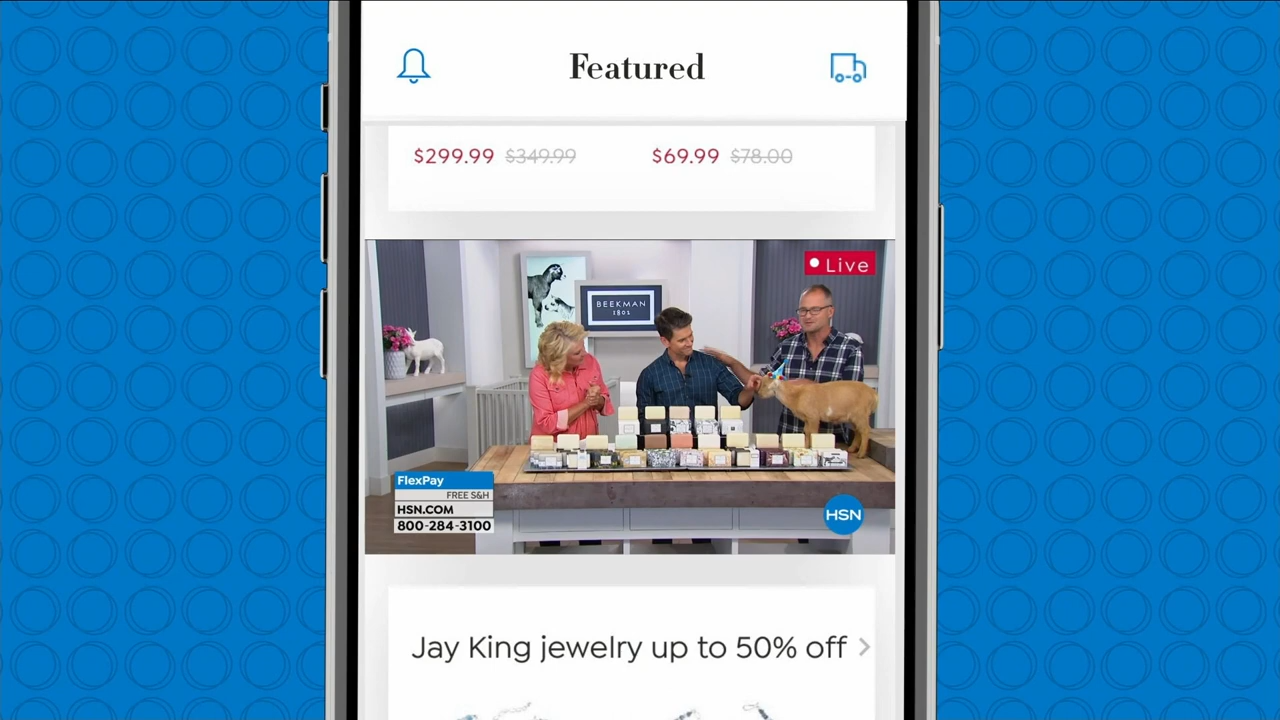 Featured
$299.99 $349.99 $69.99 $78.00
Live
BEEKMAN
1802
FlexPay
FREE S&H
HSN.COM
800-284-3100
HSN
Jay King jewelry up to 50% off